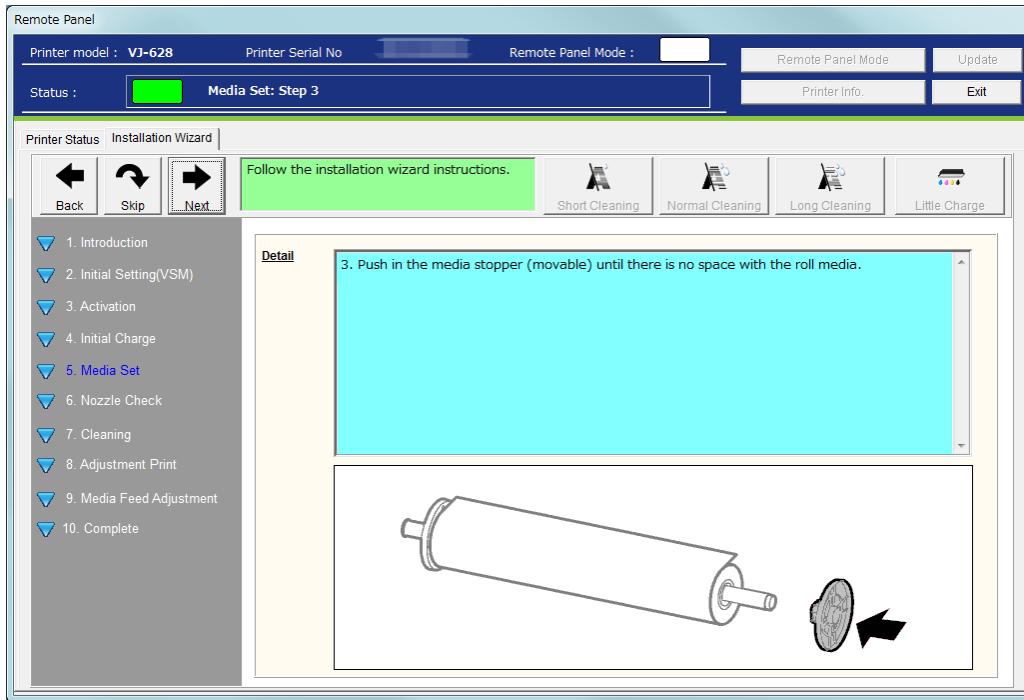 Remote Panel
Printer model : VJ-628 Printer Serial No Remote Panel Mode :
Remote Panel Mode Update
Status : Media Set: Step 3
Printer Info. Exit
Printer Status Installation Wizard
Back Skip Next
Follow the installation wizard instructions.
Short Cleaning Normal Cleaning Long Cleaning Little Charge
1. Introduction
2. Initial Setting(VSM)
3. Activation
4. Initial Charge
5. Media Set
6. Nozzle Check
7. Cleaning
8. Adjustment Print
9. Media Feed Adjustment
10. Complete
Detail
3. Push in the media stopper (movable) until there is no space with the roll media.